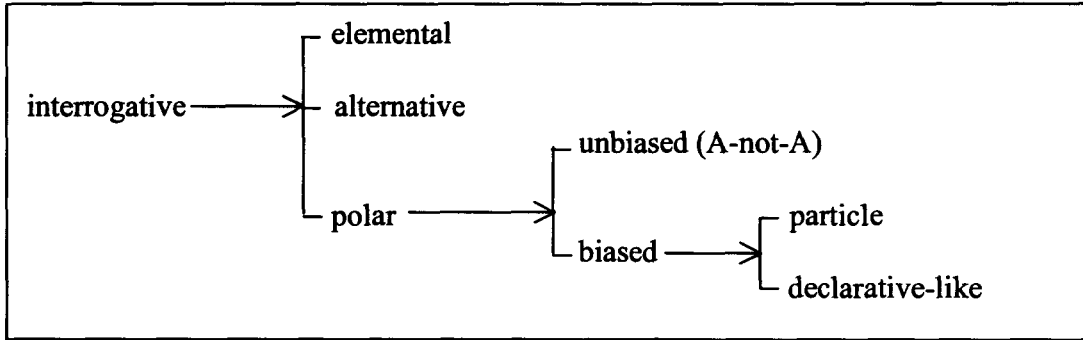 elemental
interrogative
alternative
unbiased (A-not-A)
polar
particle
biased
declarative-like